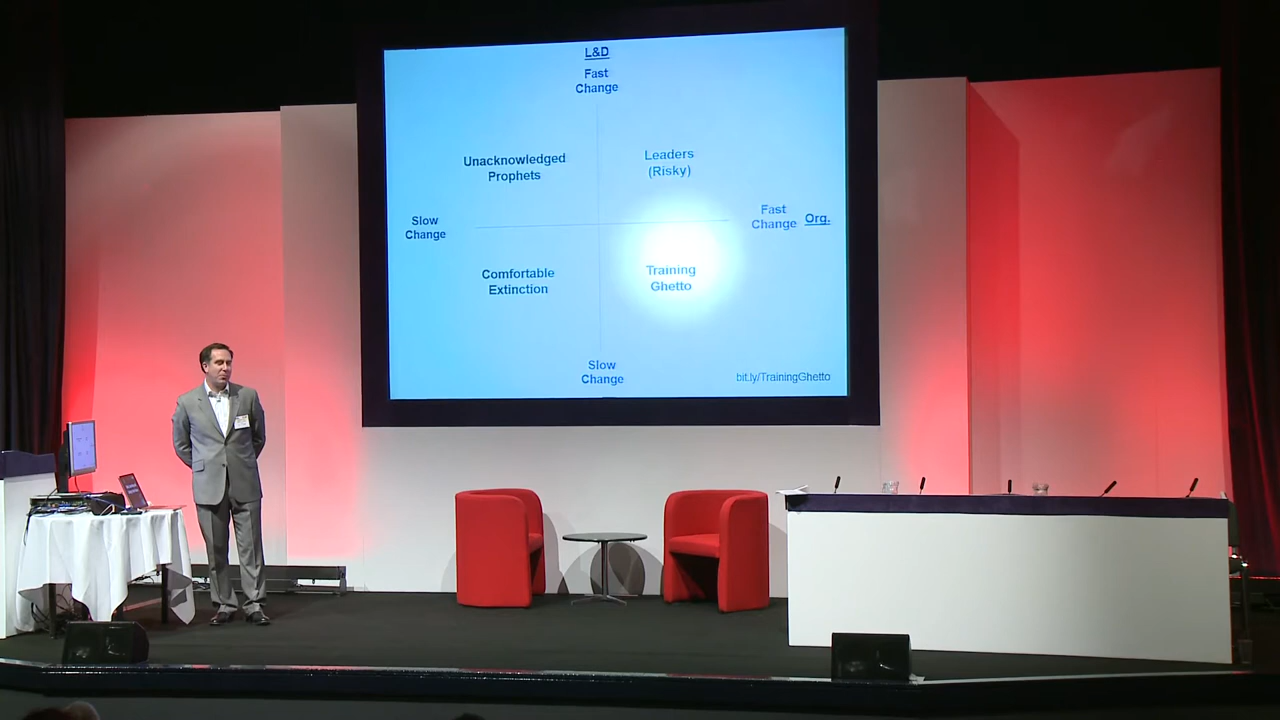 L&D
Fast
Change
Unacknowledged
Prophets
Leaders
(Risky)
Slow
Change
Fast
Change
Org.
Comfortable
Extinction
Training
Ghetto
Slow
Change
bit.ly/TrainingGhetto